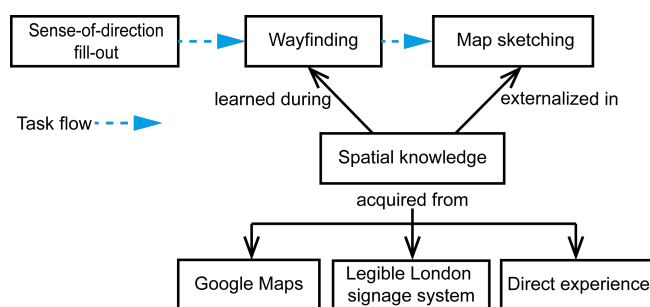 Sense-of-direction
fill-out
Wayfinding
Map sketching
learned during
externalized in
Task flow
Spatial knowledge
acquired from
Google Maps
Legible London
signage system
Direct experience